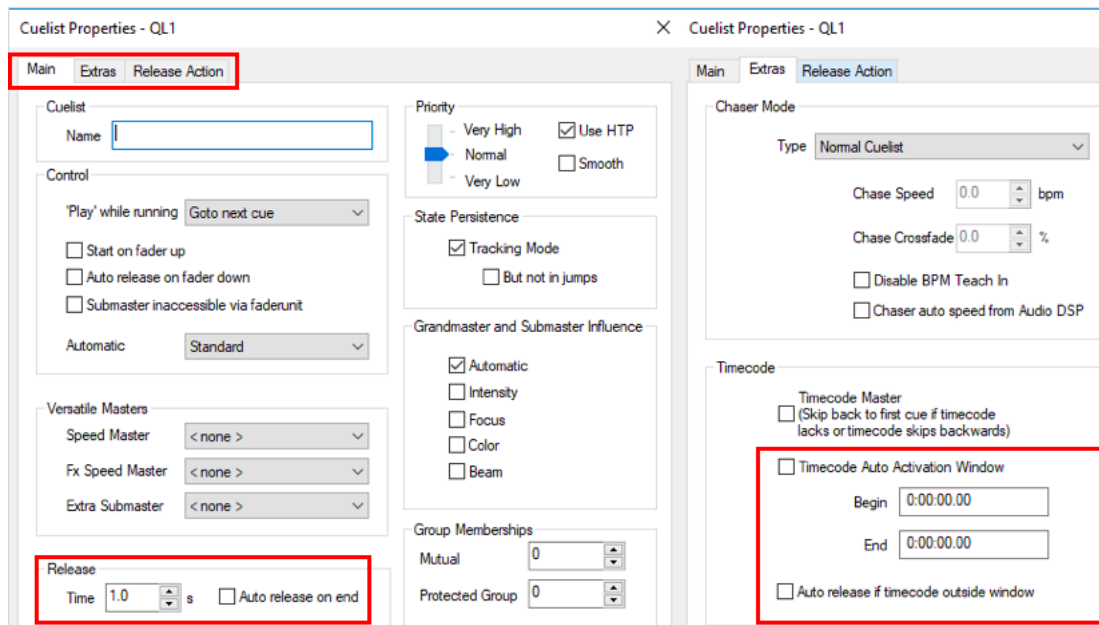 Cuelist Properties - QL1
Main Extras Release Action
Cuelist
Name
Control
'Play' while running Goto next cue
Start on fader up
Auto release on fader down
Submaster inaccessible via faderunit
Automatic Standard
Versatile Masters
Speed Master < none >
Fx Speed Master < none >
Extra Submaster < none >
Release
Time 1.0 s Auto release on end
Priority
Very High Use HTP
Normal
Smooth
Very Low
State Persistence
Tracking Mode
But not in jumps
Grandmaster and Submaster Influence
Automatic
Intensity
Focus
Color
Beam
Group Memberships
Mutual 0
Protected Group 0
Cuelist Properties - QL1
Main Extras Release Action
Chaser Mode
Type Normal Cuelist
Chase Speed 0.0 bpm
Chase Crossfade 0.0 %
Disable BPM Teach In
Chaser auto speed from Audio DSP
Timecode
Timecode Master
(Skip back to first cue if timecode
lacks or timecode skips backwards)
Timecode Auto Activation Window
Begin 0:00:00.00
End 0:00:00.00
Auto release if timecode outside window